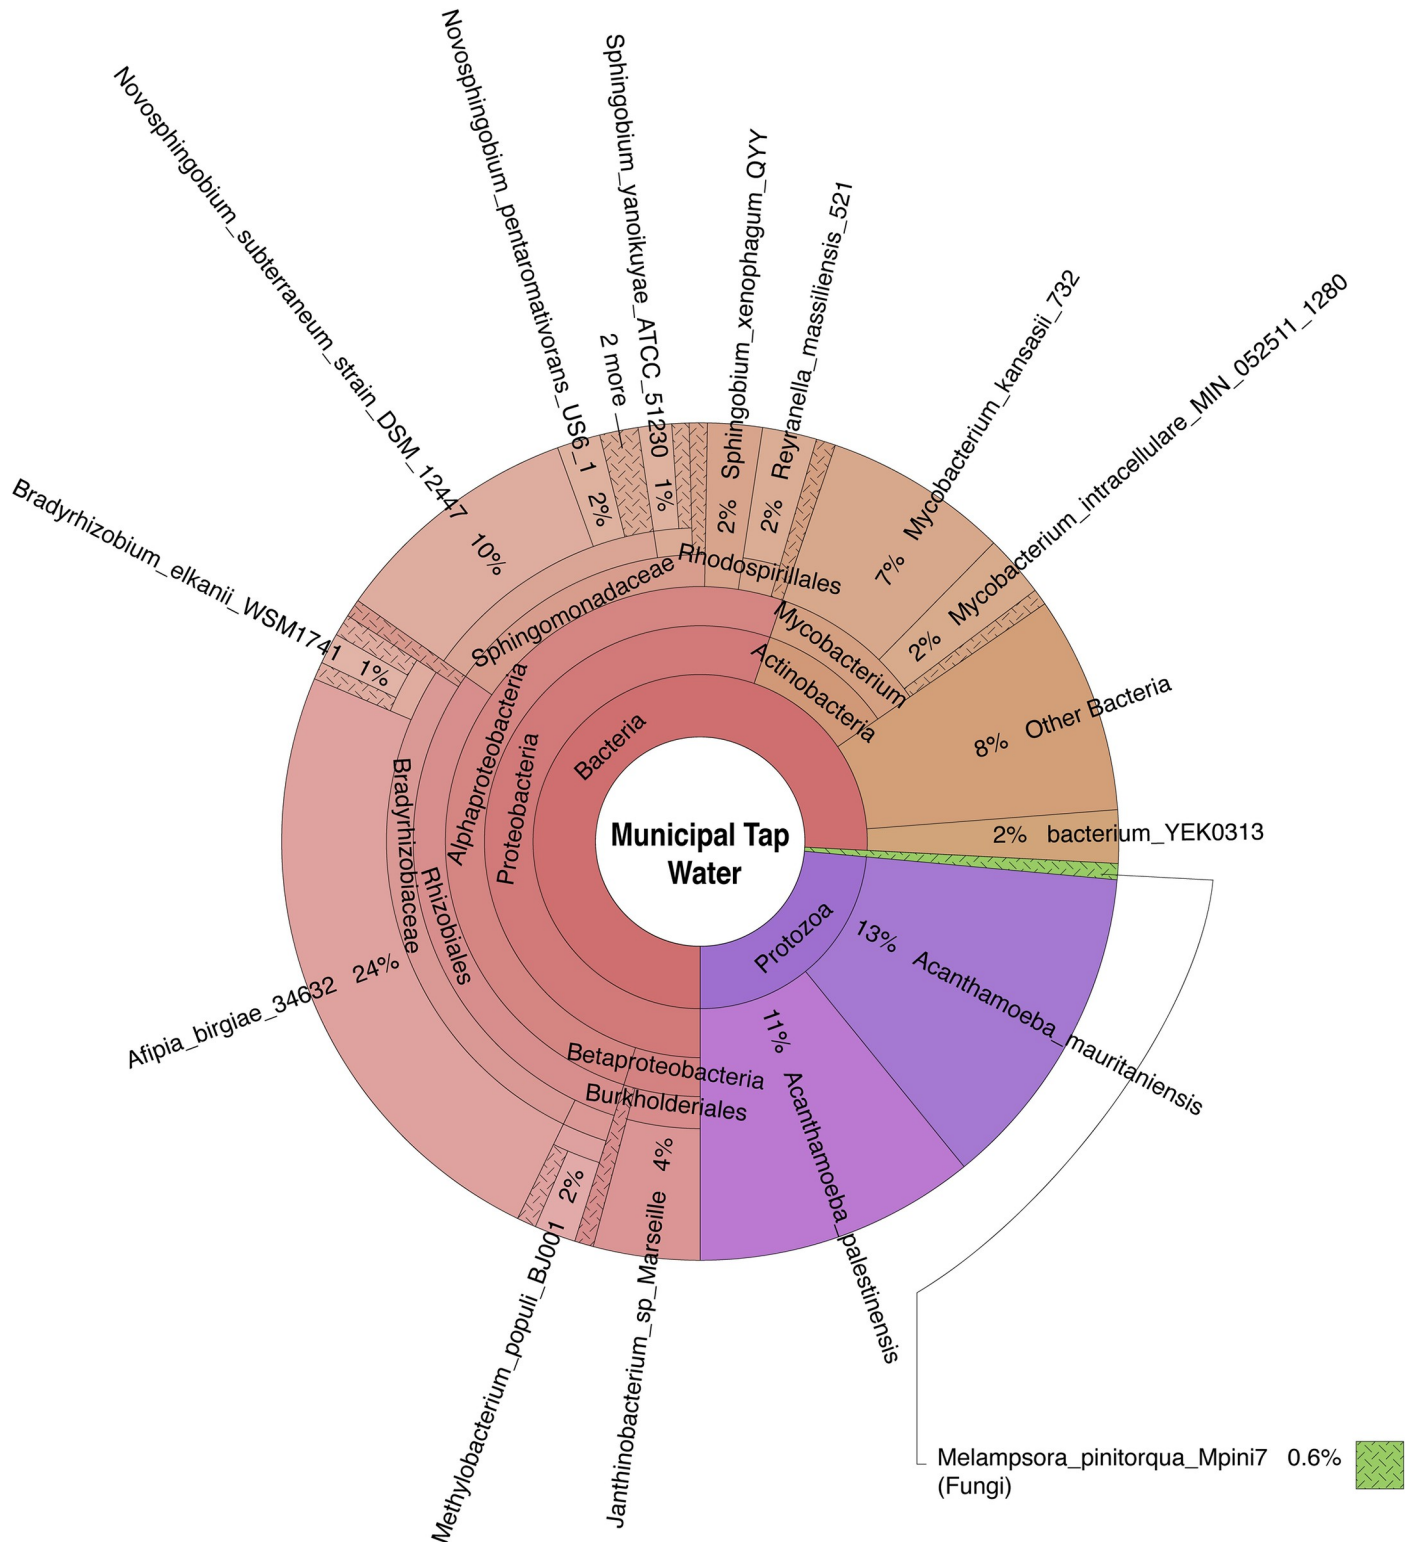 Municipal Tap
Water
Bacteria
Proteobacteria
Alphaproteobacteria
Rhizobiales
Bradyrhizobiaceae
Sphingomonadaceae
Rhodospirillales
Actinobacteria
Mycobacterium
Betaproteobacteria
Burkholderiales
Protozoa
Afipia_birgiae_34632 24%
Bradyrhizobium_elkanii_WSM1741 1%
Novosphingobium_subterraneum_strain_DSM_12447 10%
Novosphingobium_pentaromativorans_US6_1 2%
2 more
Sphingobium_yanoikuyae_ATCC_51230 1%
2% Sphingobium_xenophagum_QYY
2% Reyranella_massiliensis_521
7% Mycobacterium_kansasii_732
2% Mycobacterium_intracellulare_MIN_052511_1280
8% Other Bacteria
2% bacterium_YEK0313
13% Acanthamoeba_mauritaniensis
11% Acanthamoeba_palestinensis
Janthinobacterium_sp_Marseille 4%
Methylobacterium_populi_BJ001 2%
Melampsora_pinitorqua_Mpini7 0.6%
(Fungi)